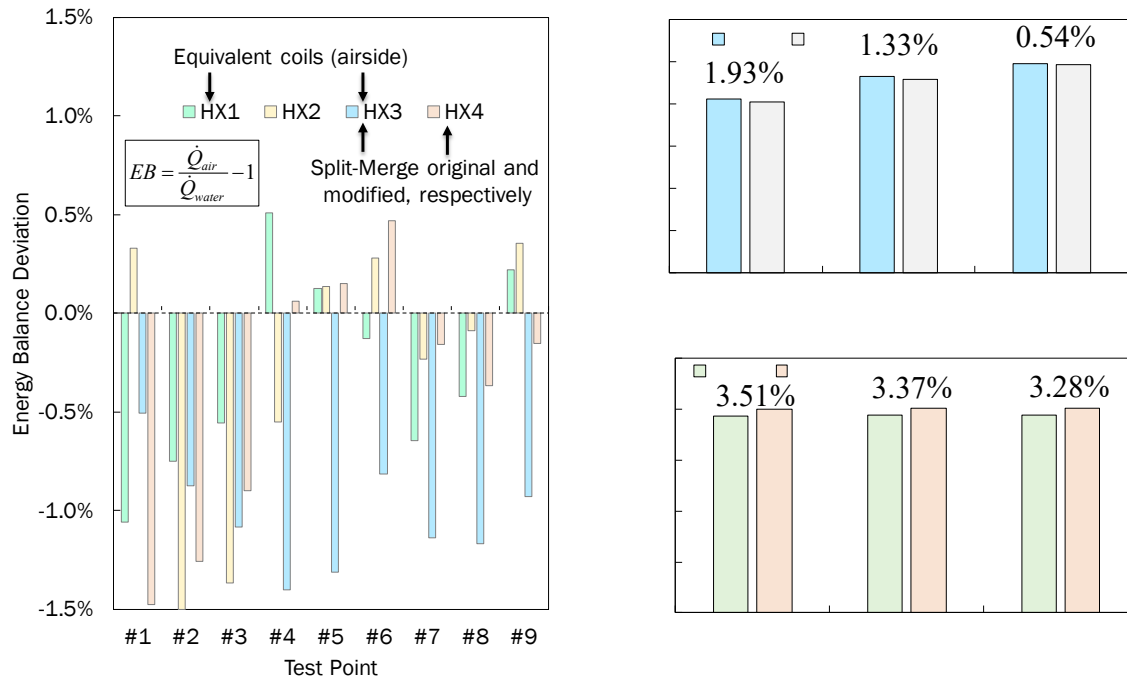 1.5%
Equivalent coils (airside)
1.0%
HX1 HX2 HX3 HX4
EB = Q̇air / Q̇water − 1
Split-Merge original and
modified, respectively
0.5%
0.0%
-0.5%
-1.0%
-1.5%
Energy Balance Deviation
#1 #2 #3 #4 #5 #6 #7 #8 #9
Test Point
1.93% 1.33% 0.54%
3.51% 3.37% 3.28%